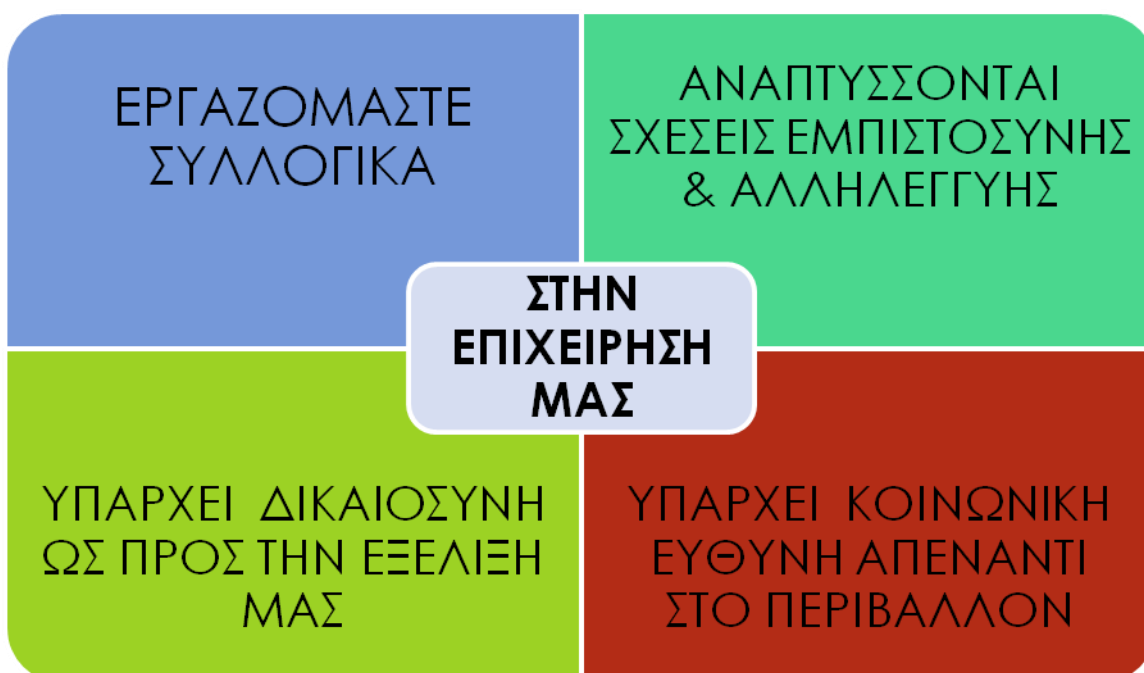 ΕΡΓΑΖΟΜΑΣΤΕ
ΣΥΛΛΟΓΙΚΑ
ΑΝΑΠΤΥΣΣΟΝΤΑΙ
ΣΧΕΣΕΙΣ ΕΜΠΙΣΤΟΣΥΝΗΣ
& ΑΛΛΗΛΕΓΓΥΗΣ
ΣΤΗΝ
ΕΠΙΧΕΙΡΗΣΗ
ΜΑΣ
ΥΠΑΡΧΕΙ ΔΙΚΑΙΟΣΥΝΗ
ΩΣ ΠΡΟΣ ΤΗΝ ΕΞΕΛΙΞΗ
ΜΑΣ
ΥΠΑΡΧΕΙ ΚΟΙΝΩΝΙΚΗ
ΕΥΘΥΝΗ ΑΠΕΝΑΝΤΙ
ΣΤΟ ΠΕΡΙΒΑΛΛΟΝ